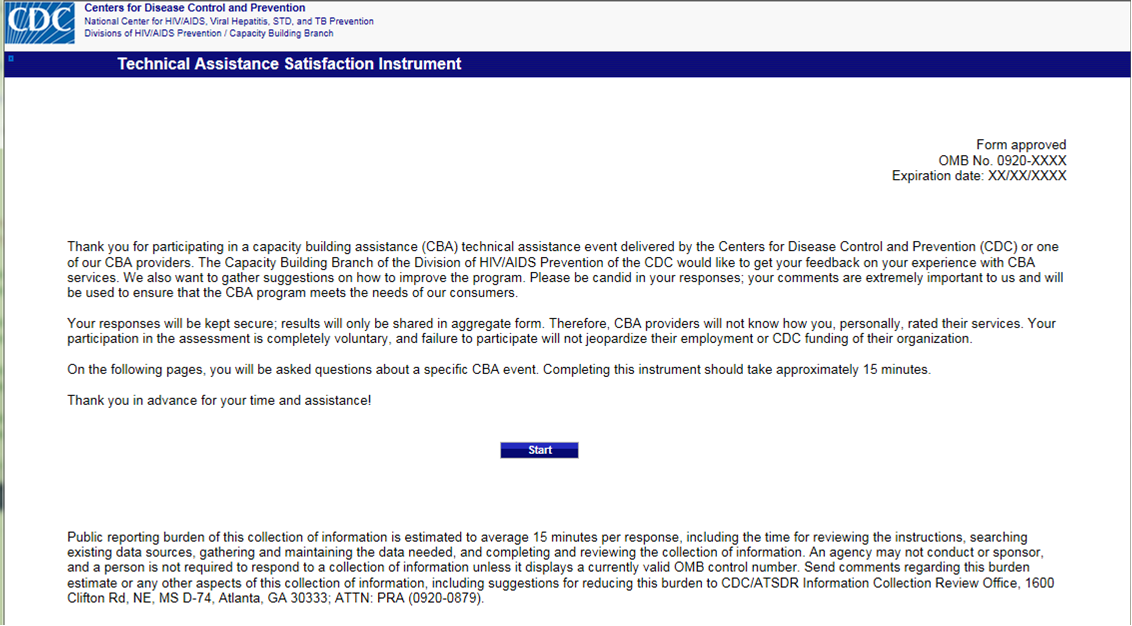 CDC
Centers for Disease Control and Prevention
National Center for HIV/AIDS, Viral Hepatitis, STD, and TB Prevention
Divisions of HIV/AIDS Prevention / Capacity Building Branch
Technical Assistance Satisfaction Instrument
Form approved
OMB No. 0920-XXXX
Expiration date: XX/XX/XXXX
Thank you for participating in a capacity building assistance (CBA) technical assistance event delivered by the Centers for Disease Control and Prevention (CDC) or one
of our CBA providers. The Capacity Building Branch of the Division of HIV/AIDS Prevention of the CDC would like to get your feedback on your experience with CBA
services. We also want to gather suggestions on how to improve the program. Please be candid in your responses; your comments are extremely important to us and will
be used to ensure that the CBA program meets the needs of our consumers.
Your responses will be kept secure; results will only be shared in aggregate form. Therefore, CBA providers will not know how you, personally, rated their services. Your
participation in the assessment is completely voluntary, and failure to participate will not jeopardize their employment or CDC funding of their organization.
On the following pages, you will be asked questions about a specific CBA event. Completing this instrument should take approximately 15 minutes.
Thank you in advance for your time and assistance!
Start
Public reporting burden of this collection of information is estimated to average 15 minutes per response, including the time for reviewing the instructions, searching
existing data sources, gathering and maintaining the data needed, and completing and reviewing the collection of information. An agency may not conduct or sponsor,
and a person is not required to respond to a collection of information unless it displays a currently valid OMB control number. Send comments regarding this burden
estimate or any other aspects of this collection of information, including suggestions for reducing this burden to CDC/ATSDR Information Collection Review Office, 1600
Clifton Rd, NE, MS D-74, Atlanta, GA 30333; ATTN: PRA (0920-0879).